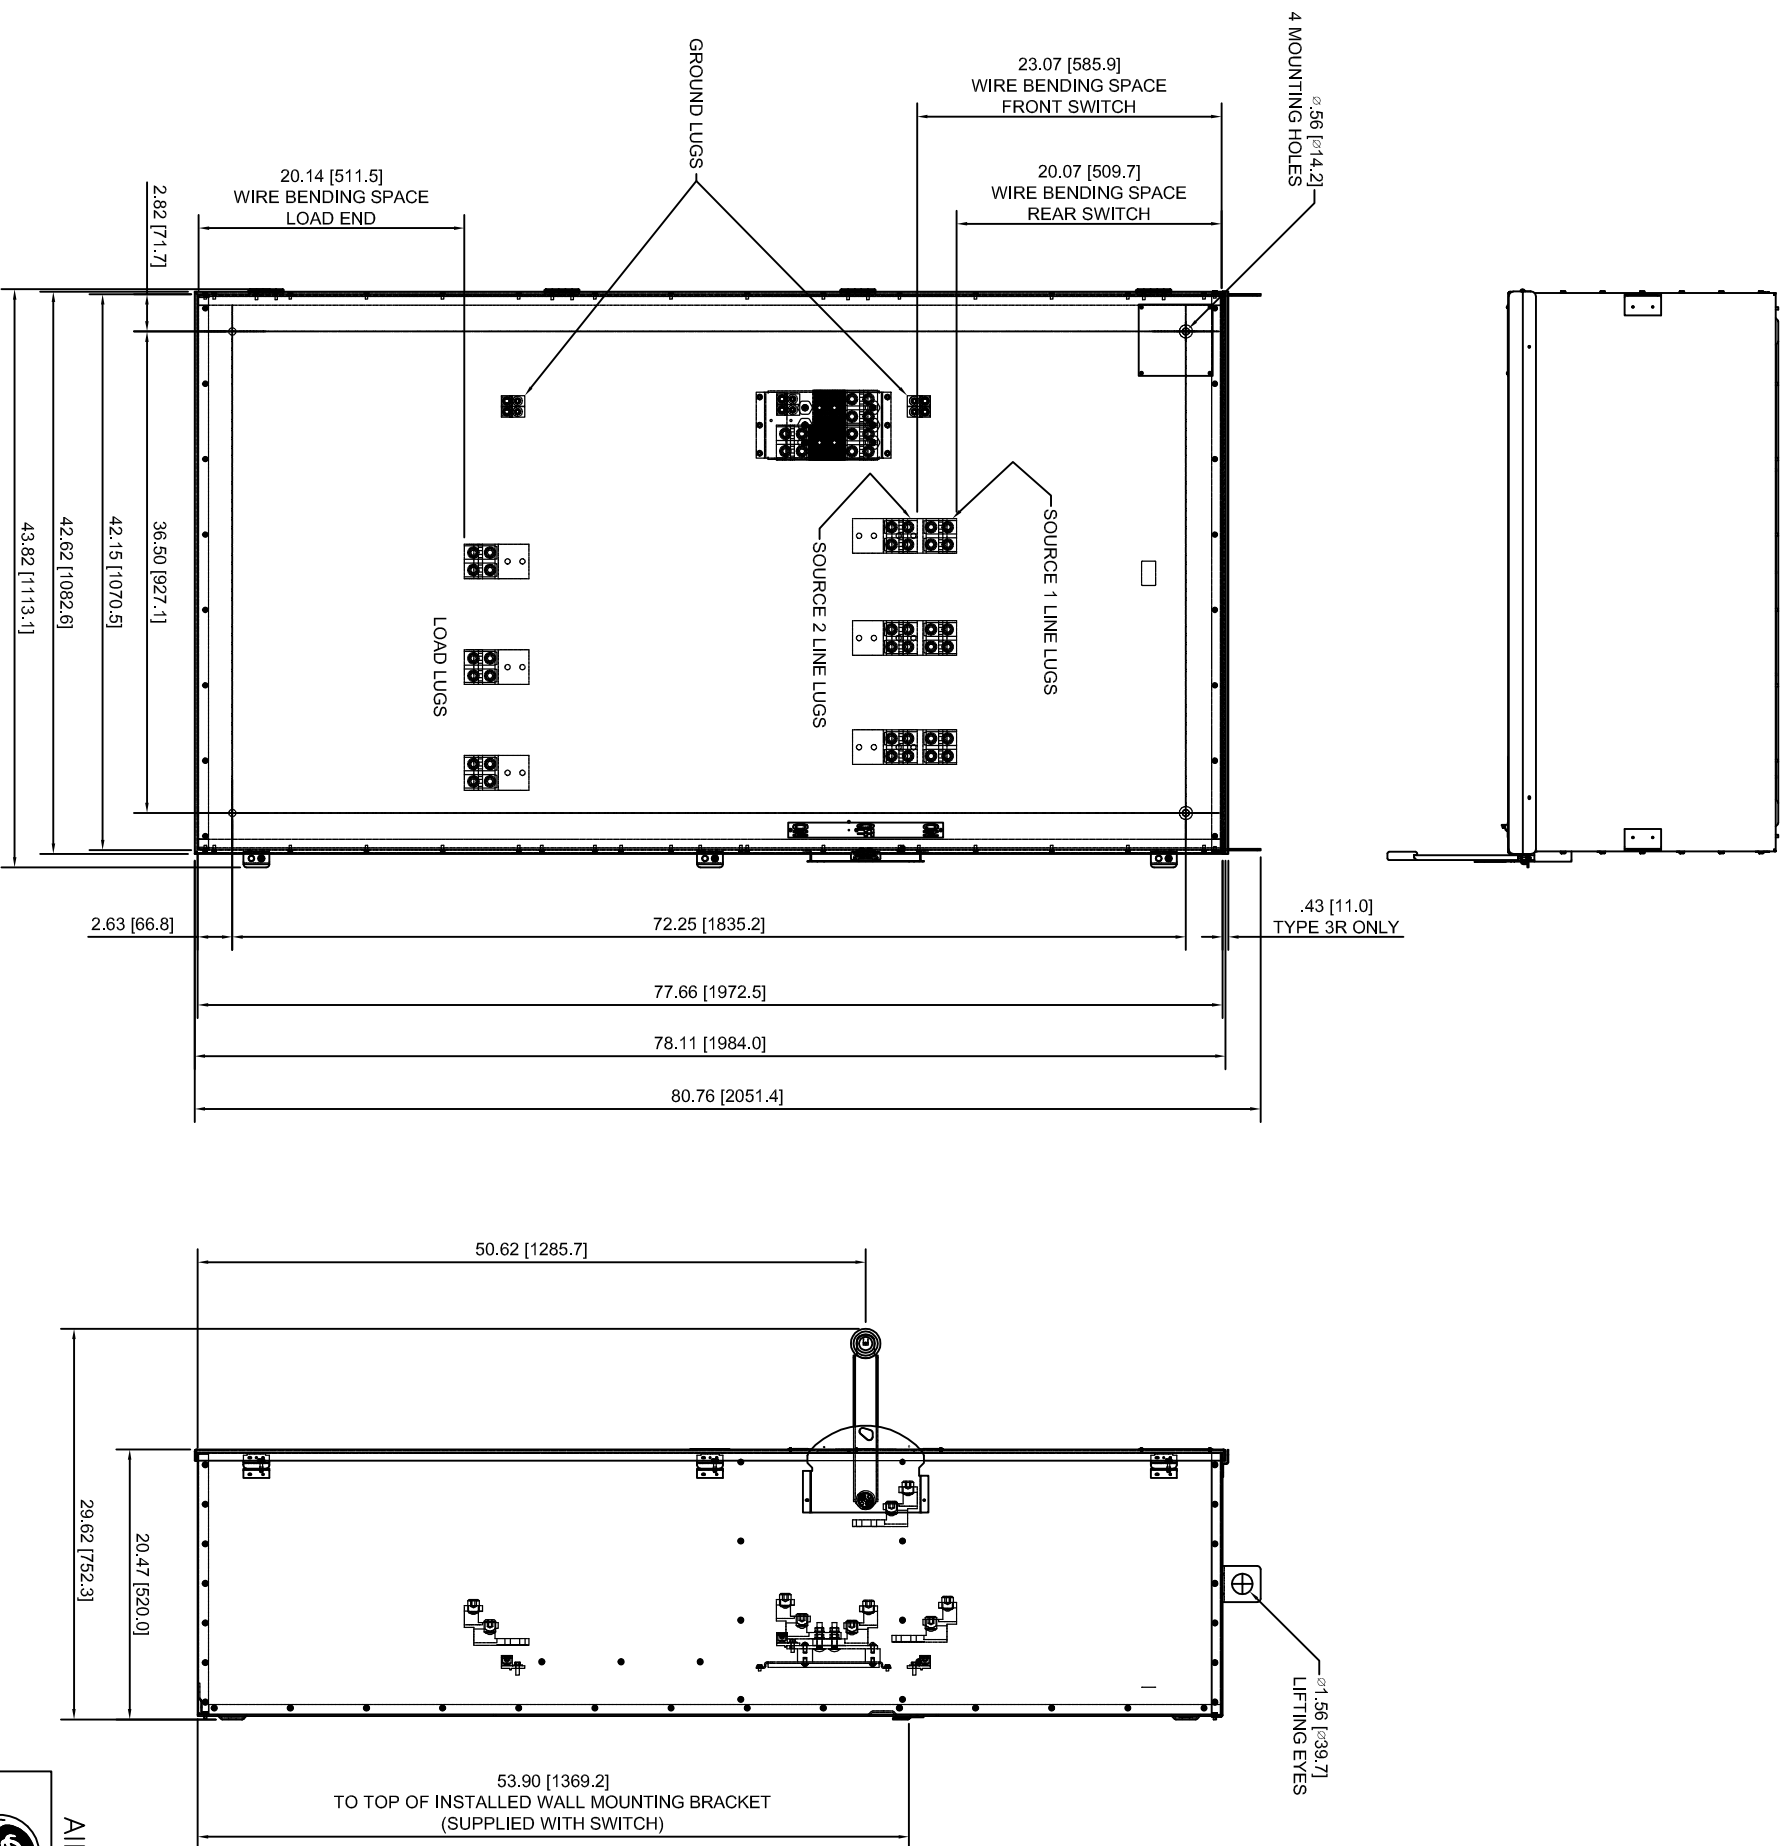 4 MOUNTING HOLES
⌀.56 [⌀14.2]
23.07 [585.9]
WIRE BENDING SPACE
FRONT SWITCH
GROUND LUGS
20.07 [509.7]
WIRE BENDING SPACE
REAR SWITCH
20.14 [511.5]
WIRE BENDING SPACE
LOAD END
2.82 [71.7]
SOURCE 1 LINE LUGS
SOURCE 2 LINE LUGS
LOAD LUGS
36.50 [927.1]
42.15 [1070.5]
42.62 [1082.6]
43.82 [1113.1]
2.63 [66.8]
72.25 [1835.2]
.43 [11.0]
TYPE 3R ONLY
77.66 [1972.5]
78.11 [1984.0]
80.76 [2051.4]
50.62 [1285.7]
29.62 [752.3]
20.47 [520.0]
⌀1.56 [⌀39.7]
LIFTING EYES
53.90 [1369.2]
TO TOP OF INSTALLED WALL MOUNTING BRACKET
(SUPPLIED WITH SWITCH)